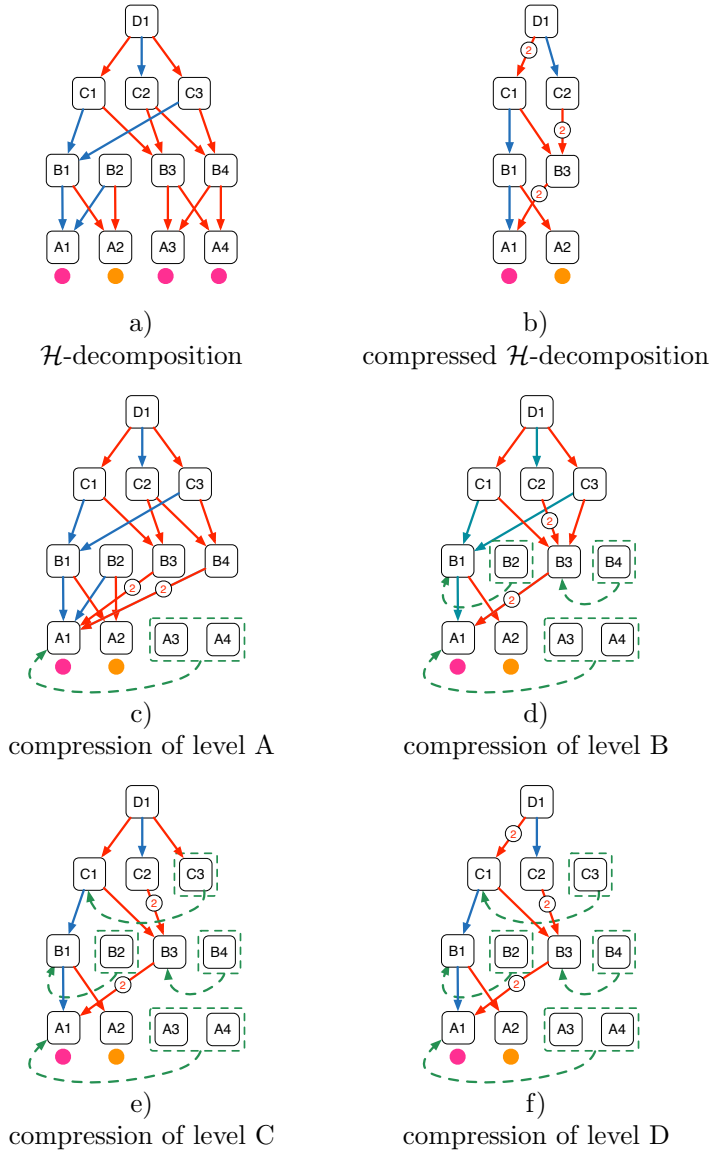 D1 D1
2
C1 C2 C3 C1 C2
2
B1 B2 B3 B4 B1 B3
2
A1 A2 A3 A4 A1 A2
a) b)
ℋ-decomposition compressed ℋ-decomposition
D1 D1
C1 C2 C3 C1 C2 C3
2
B1 B2 B3 B4 B1 B2 B3 B4
2 2 2
A1 A2 A3 A4 A1 A2 A3 A4
c) d)
compression of level A compression of level B
D1 D1
2
C1 C2 C3 C1 C2 C3
2 2
B1 B2 B3 B4 B1 B2 B3 B4
2 2
A1 A2 A3 A4 A1 A2 A3 A4
e) f)
compression of level C compression of level D